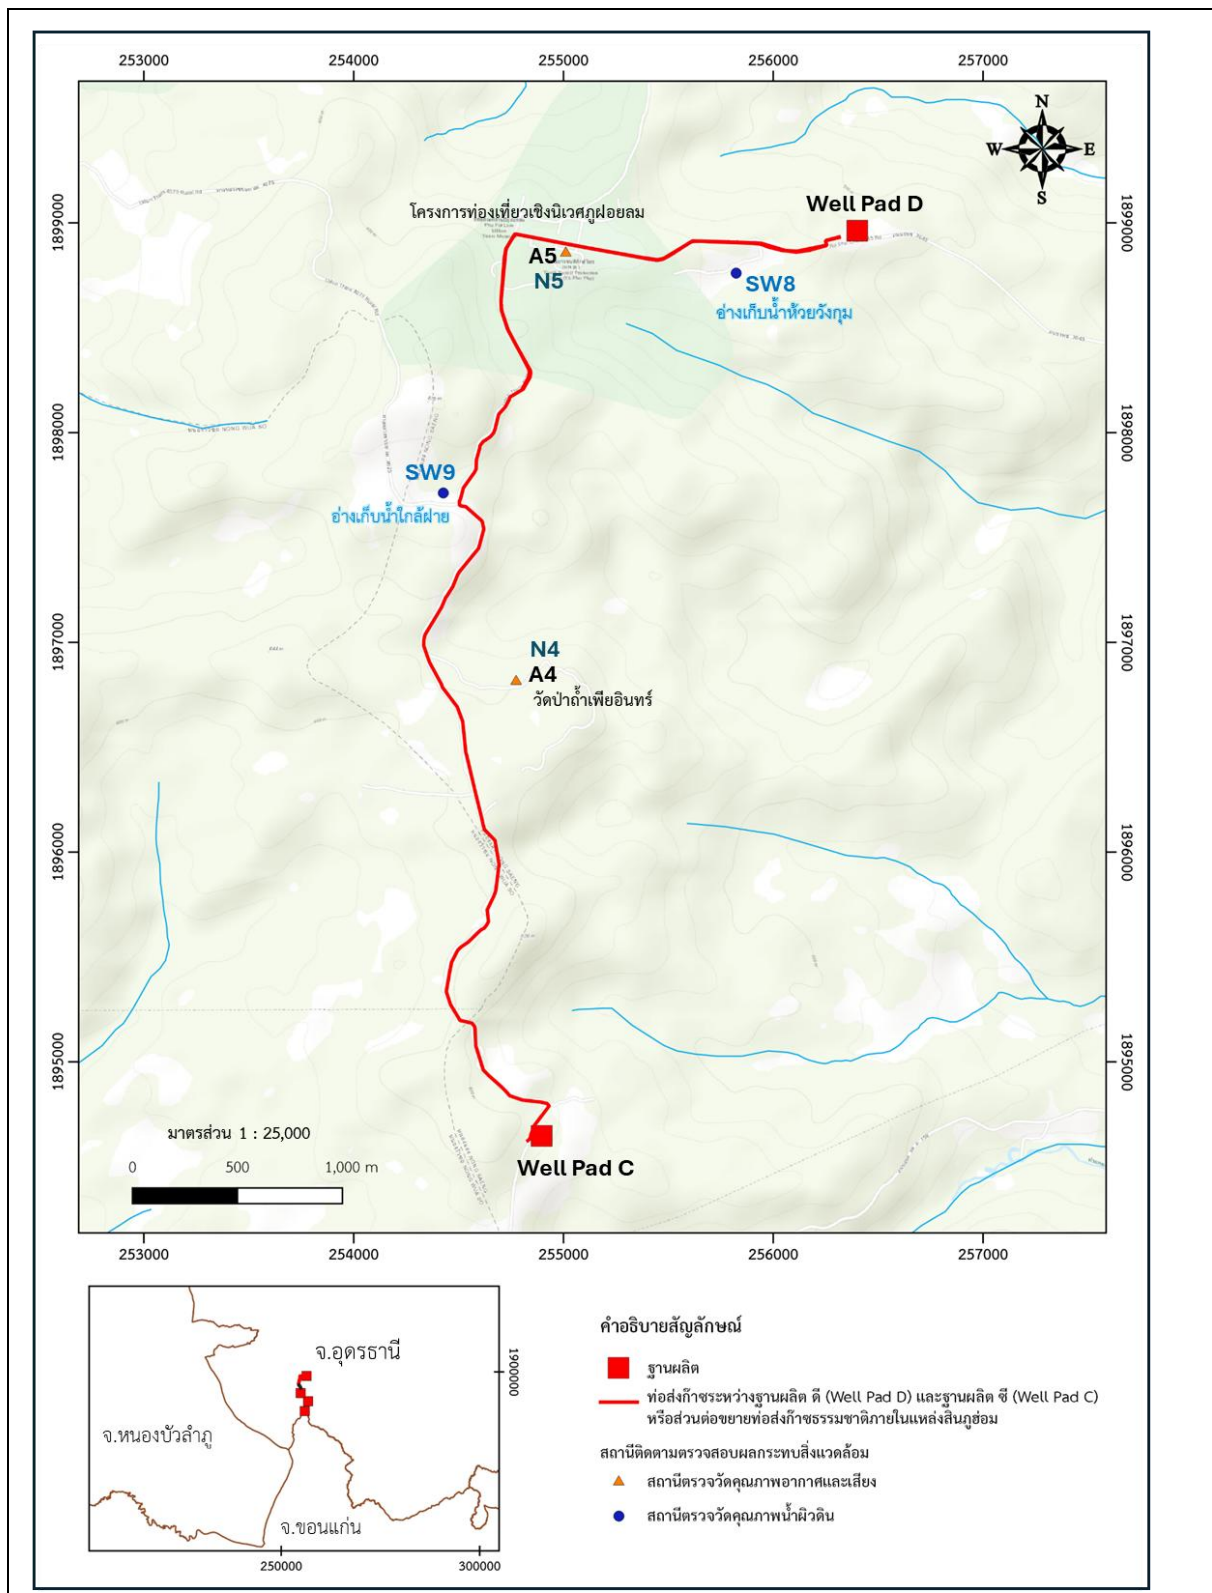 253000 254000 255000 256000 257000
N
W E
S
1899000 1899000
1898000 1898000
1897000 1897000
1896000 1896000
1895000 1895000
Well Pad D
โครงการท่องเที่ยวเชิงนิเวศภูฝอยลม
A5
N5
SW8
อ่างเก็บน้ำห้วยวังกุม
SW9
อ่างเก็บน้ำใกล้ฝาย
N4
A4
วัดป่าถ้ำเพียอินทร์
มาตรส่วน 1 : 25,000
0 500 1,000 m
Well Pad C
253000 254000 255000 256000 257000
จ.อุดรธานี
จ.หนองบัวลำภู
จ.ขอนแก่น
1900000
250000 300000
คำอธิบายสัญลักษณ์
ฐานผลิต
ท่อส่งก๊าซระหว่างฐานผลิต ดี (Well Pad D) และฐานผลิต ซี (Well Pad C)
หรือส่วนต่อขยายท่อส่งก๊าซธรรมชาติภายในแหล่งสินภูฮ่อม
สถานีติดตามตรวจสอบผลกระทบสิ่งแวดล้อม
สถานีตรวจวัดคุณภาพอากาศและเสียง
สถานีตรวจวัดคุณภาพน้ำผิวดิน